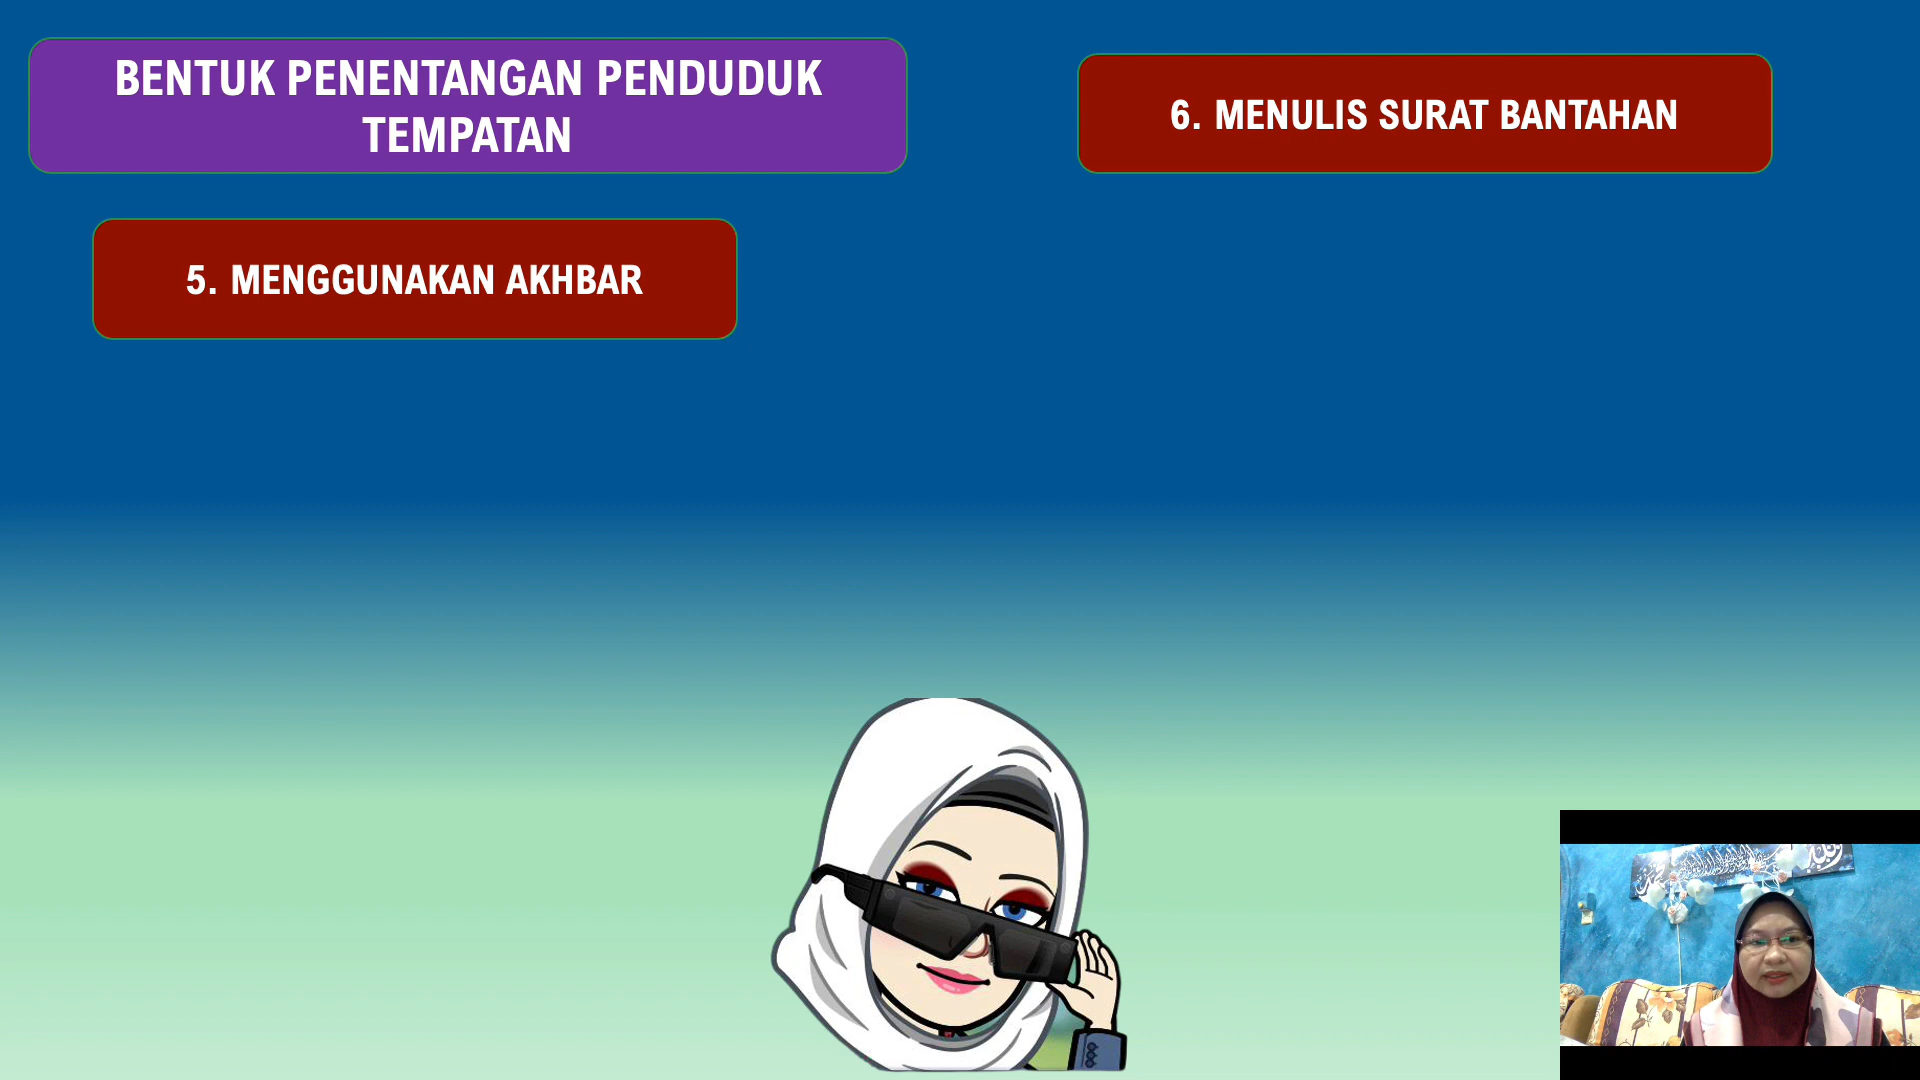 BENTUK PENENTANGAN PENDUDUK
TEMPATAN
5. MENGGUNAKAN AKHBAR
6. MENULIS SURAT BANTAHAN